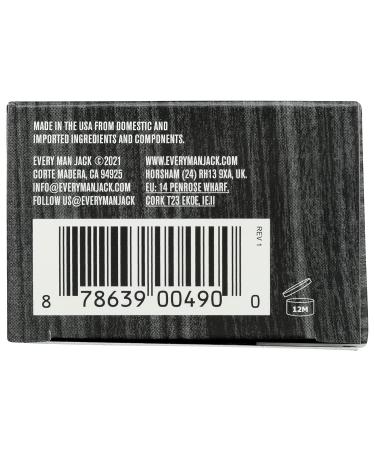 MADE IN THE USA FROM DOMESTIC AND
IMPORTED INGREDIENTS AND COMPONENTS.
EVERY MAN JACK © 2021
CORTE MADERA, CA 94925
INFO@EVERYMANJACK.COM
FOLLOW US @EVERYMANJACK
WWW.EVERYMANJACK.COM
HORSHAM (24) RH13 9XA, UK.
EU: 14 PENROSE WHARF,
CORK T23 EKDE, IEJI
REV 1
8 78639 00490 0
12M